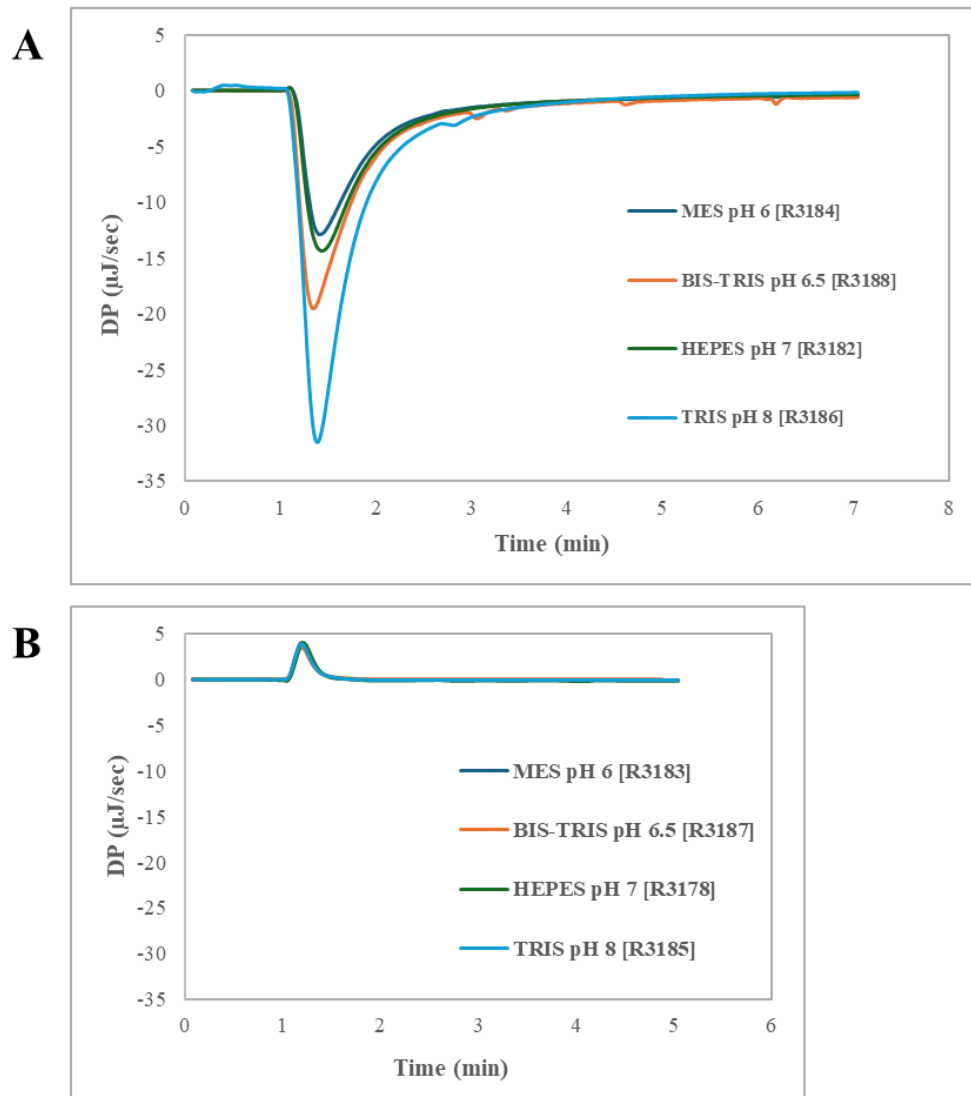 A
5
0
-5
-10
-15
-20
-25
-30
-35
DP (µJ/sec)
MES pH 6 [R3184]
BIS-TRIS pH 6.5 [R3188]
HEPES pH 7 [R3182]
TRIS pH 8 [R3186]
0 1 2 3 4 5 6 7 8
Time (min)
B
5
0
-5
-10
-15
-20
-25
-30
-35
DP (µJ/sec)
MES pH 6 [R3183]
BIS-TRIS pH 6.5 [R3187]
HEPES pH 7 [R3178]
TRIS pH 8 [R3185]
0 1 2 3 4 5 6
Time (min)